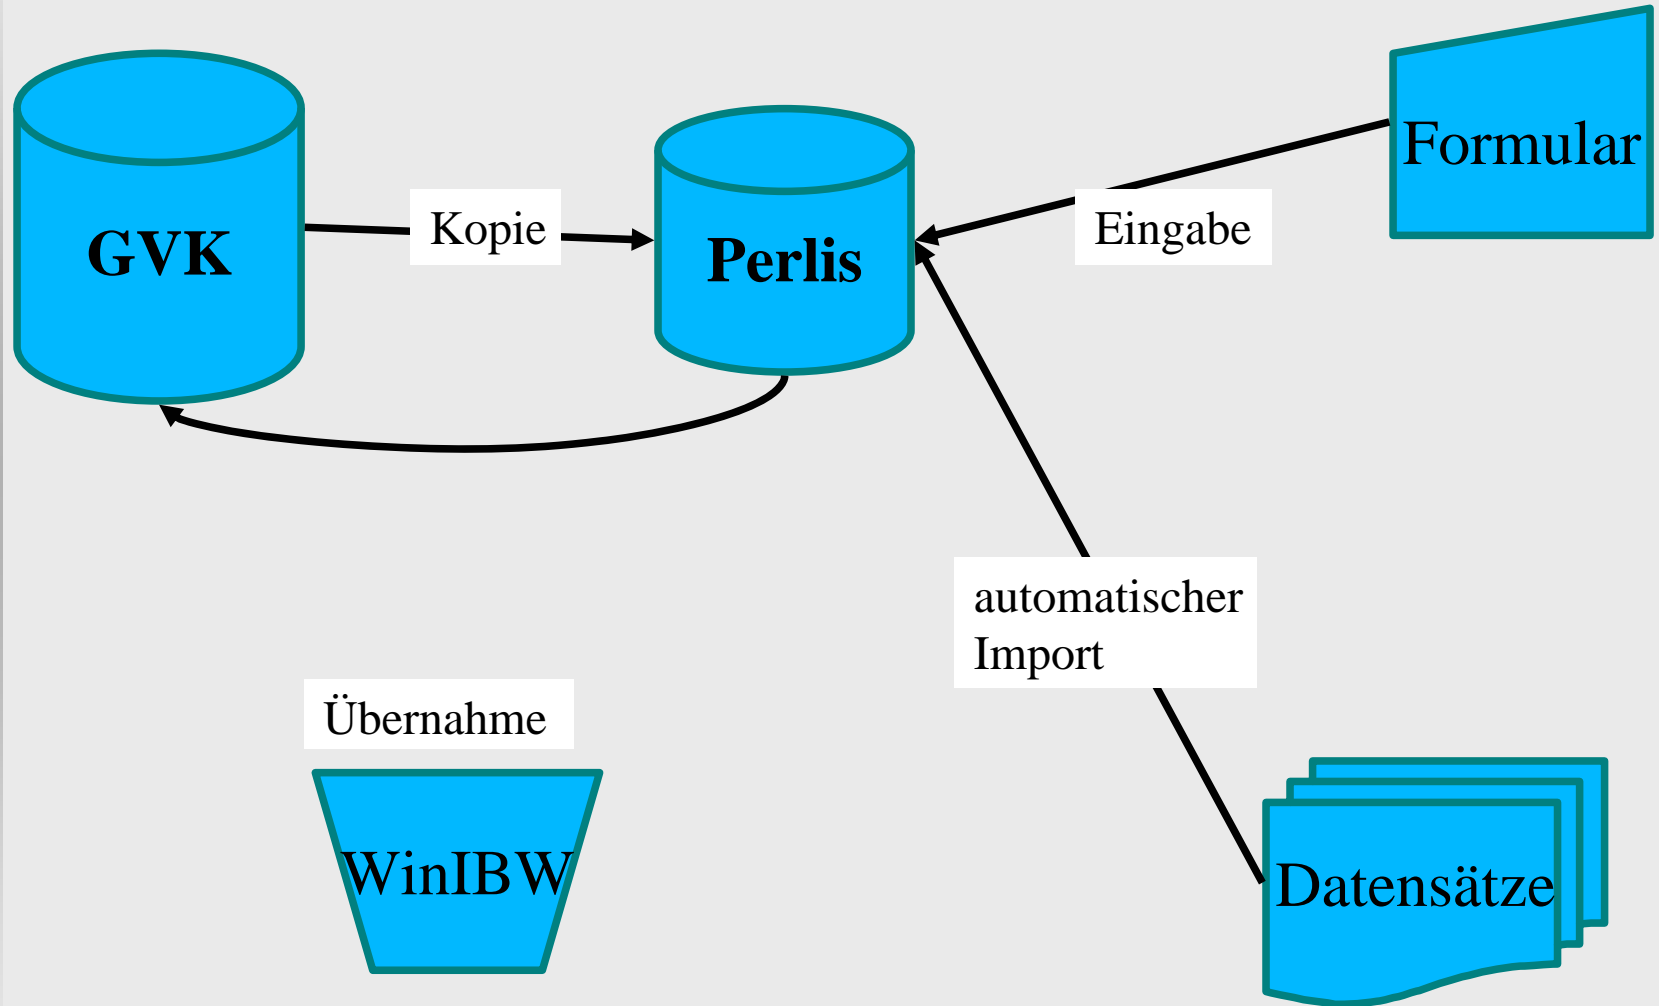 Formular
GVK
Kopie
Perlis
Eingabe
automatischer
Import
Übernahme
WinIBW
Datensätze